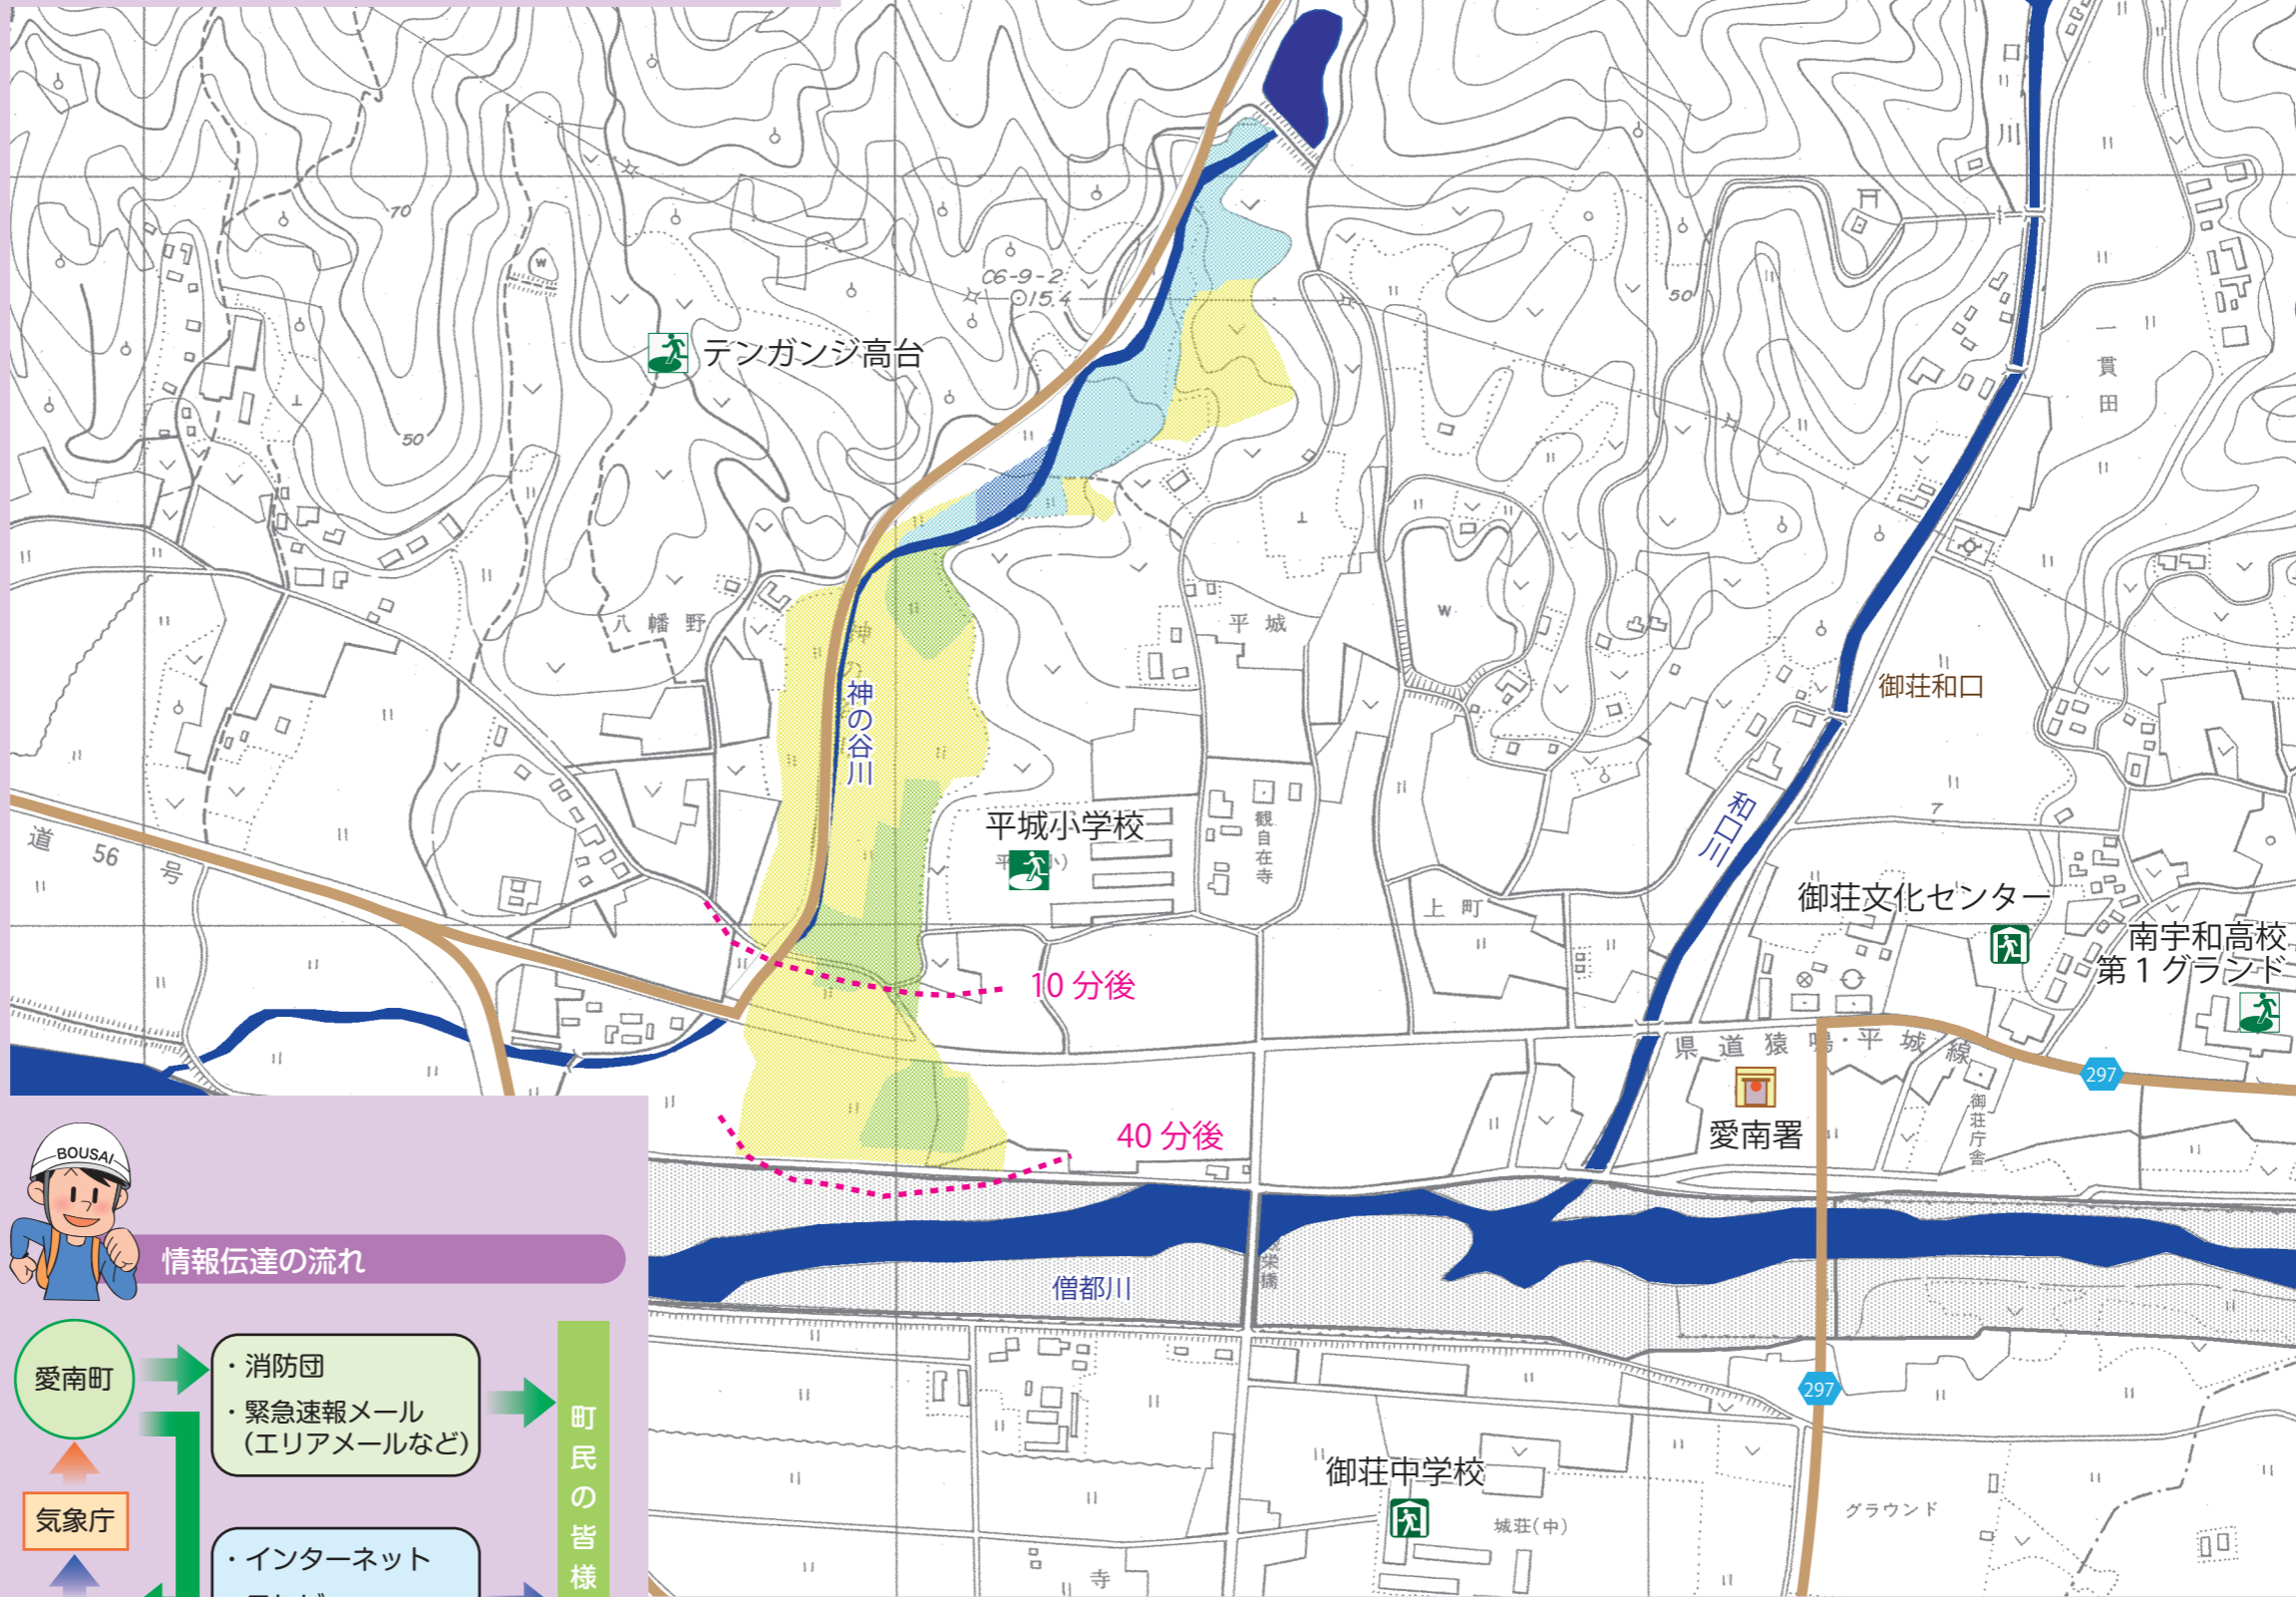 口川
70
C6-9-2
15.4
50
テンガンジ高台
一貫田
50
八幡野
平城
神の谷川
御荘和口
平城小学校
観自在寺
和口川
7
道 56 号
上町
御荘文化センター
南宇和高校
第1グランド
10 分後
県道猿鳴・平城線
297
愛南署
御荘庁舎
40 分後
僧都川
栄橋
297
御荘中学校
城荘(中)
グラウンド
寺
BOUSAI
情報伝達の流れ
愛南町
・消防団
・緊急速報メール
(エリアメールなど)
町民の皆様
気象庁
・インターネット